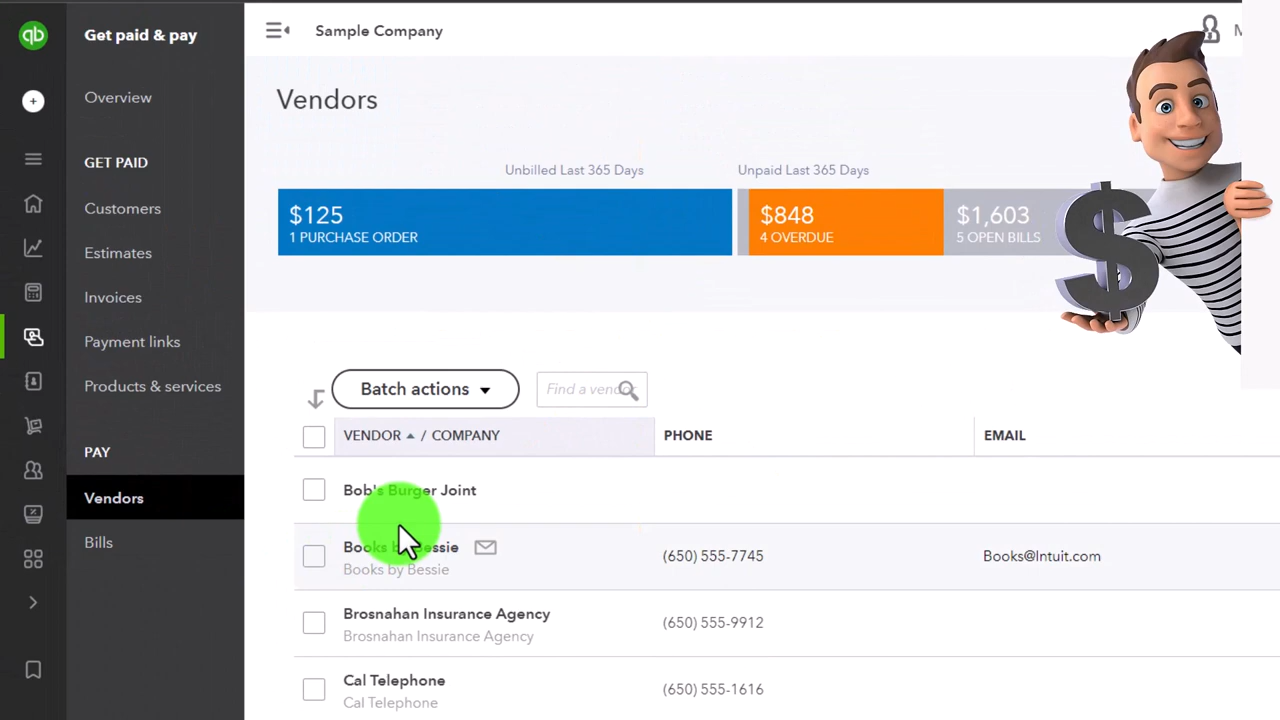 qb
Get paid & pay
Sample Company
Overview
Vendors
GET PAID
Unbilled Last 365 Days
Unpaid Last 365 Days
Customers
$125
1 PURCHASE ORDER
$848
4 OVERDUE
$1,603
5 OPEN BILLS
$
Estimates
Invoices
Payment links
Products & services
Batch actions
PAY
VENDOR / COMPANY
PHONE
EMAIL
Vendors
Bob's Burger Joint
Bills
Books by Bessie
Books by Bessie
(650) 555-7745
Books@Intuit.com
Brosnahan Insurance Agency
Brosnahan Insurance Agency
(650) 555-9912
Cal Telephone
Cal Telephone
(650) 555-1616